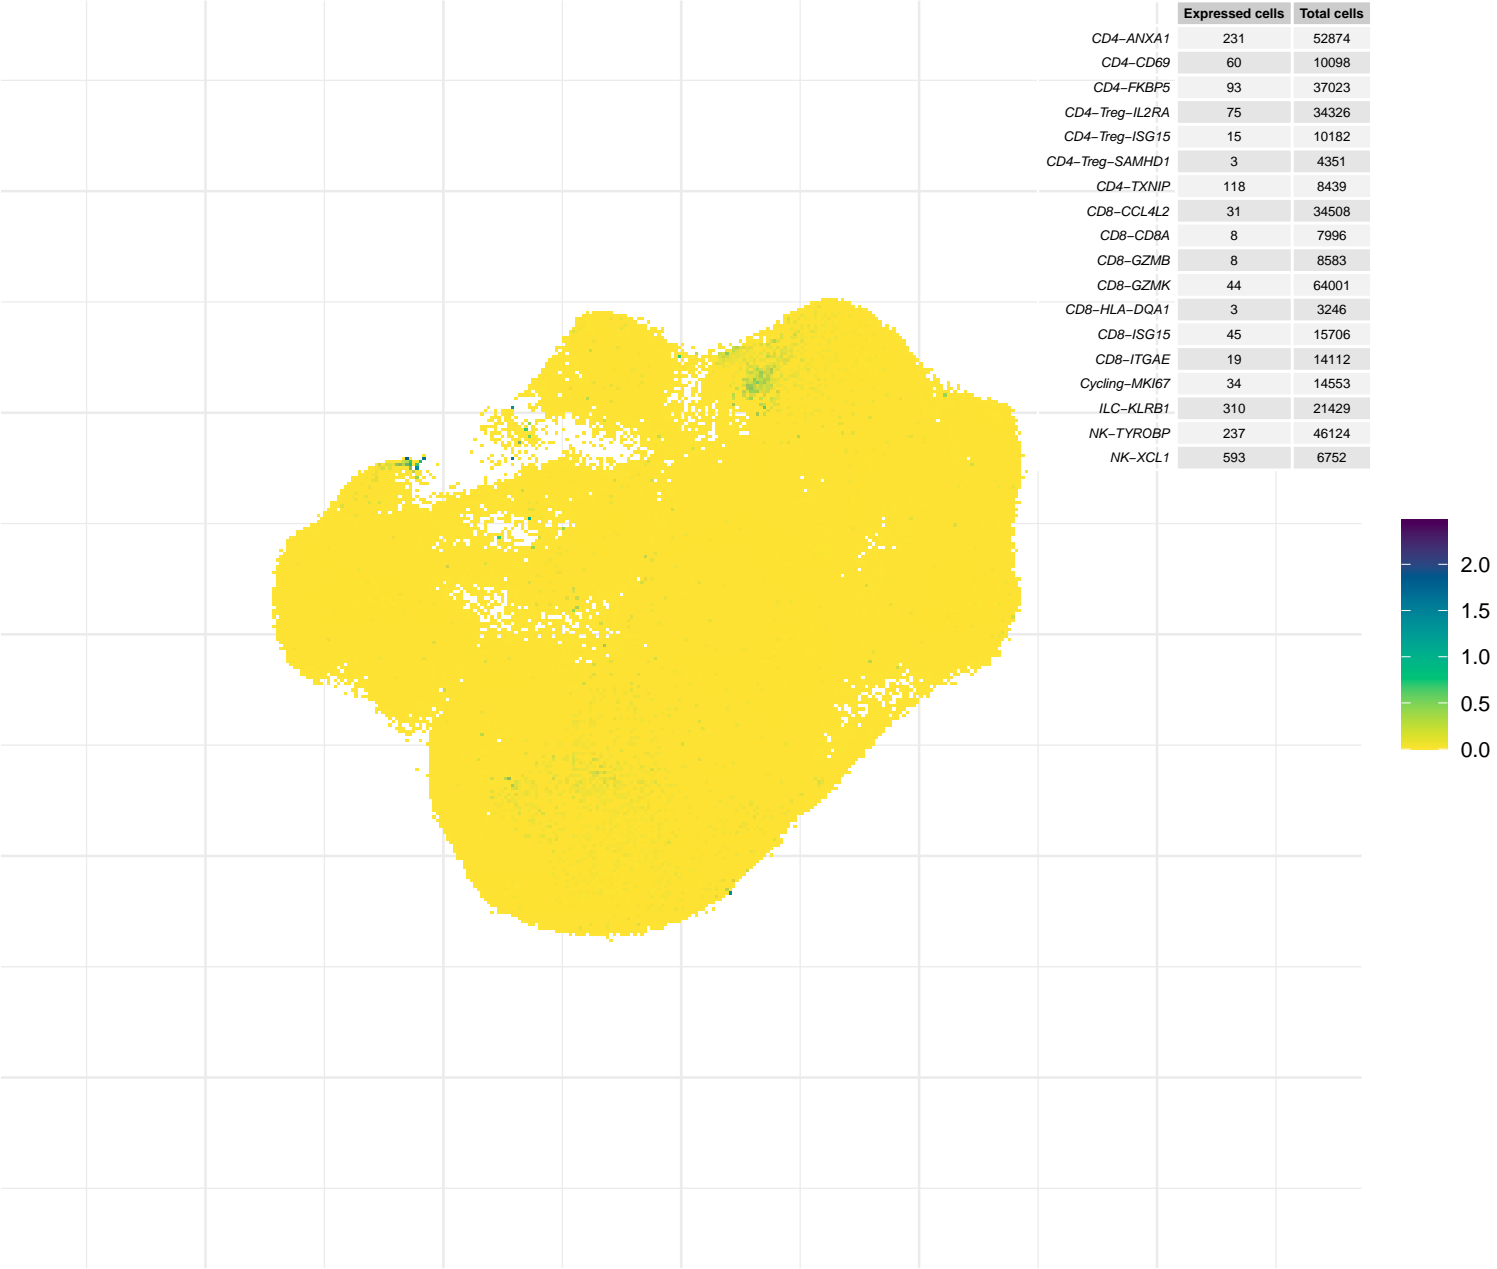 Expressed cells Total cells
CD4−ANXA1 231 52874
CD4−CD69 60 10098
CD4−FKBP5 93 37023
CD4−Treg−IL2RA 75 34326
CD4−Treg−ISG15 15 10182
CD4−Treg−SAMHD1 3 4351
CD4−TXNIP 118 8439
CD8−CCL4L2 31 34508
CD8−CD8A 8 7996
CD8−GZMB 8 8583
CD8−GZMK 44 64001
CD8−HLA−DQA1 3 3246
CD8−ISG15 45 15706
CD8−ITGAE 19 14112
Cycling−MKI67 34 14553
ILC−KLRB1 310 21429
NK−TYROBP 237 46124
NK−XCL1 593 6752
2.0
1.5
1.0
0.5
0.0